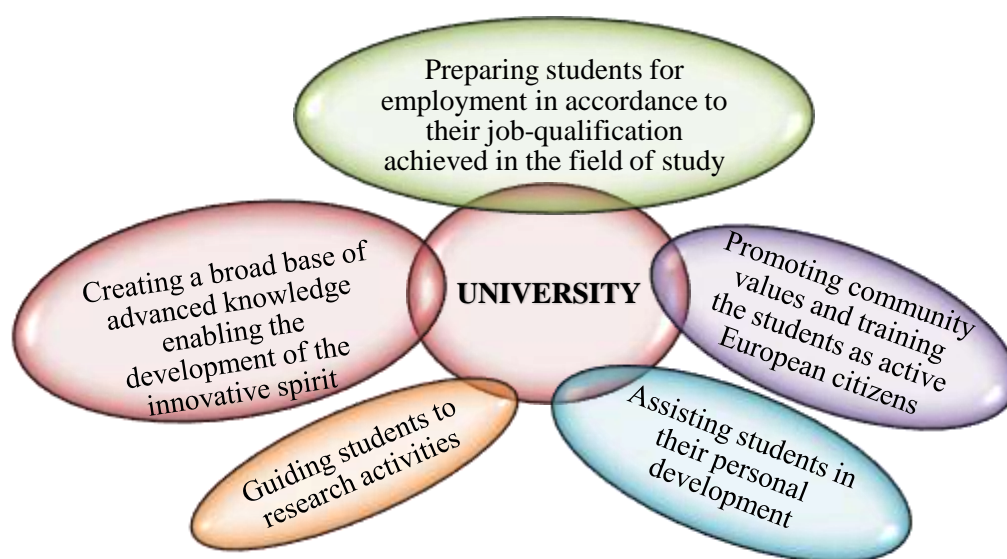 Preparing students for
employment in accordance to
their job-qualification
achieved in the field of study
Creating a broad base of
advanced knowledge
enabling the
development of the
innovative spirit
UNIVERSITY
Promoting community
values and training
the students as active
European citizens
Guiding students to
research activities
Assisting students in
their personal
development